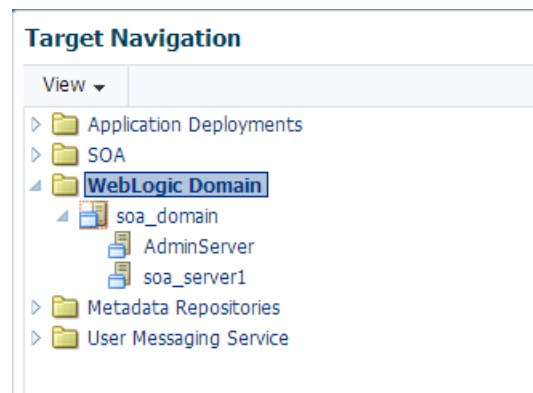 Target Navigation
View
Application Deployments
SOA
WebLogic Domain
soa_domain
AdminServer
soa_server1
Metadata Repositories
User Messaging Service